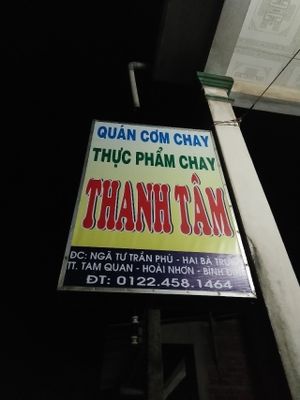 QUÁN CƠM CHAY
THỰC PHẨM CHAY
THANH TÂM
ĐC: NGÃ TƯ TRẦN PHÚ - HAI BÀ TRƯNG
TT. TAM QUAN - HOÀI NHƠN - BÌNH ĐỊNH
ĐT: 0122.458.1464